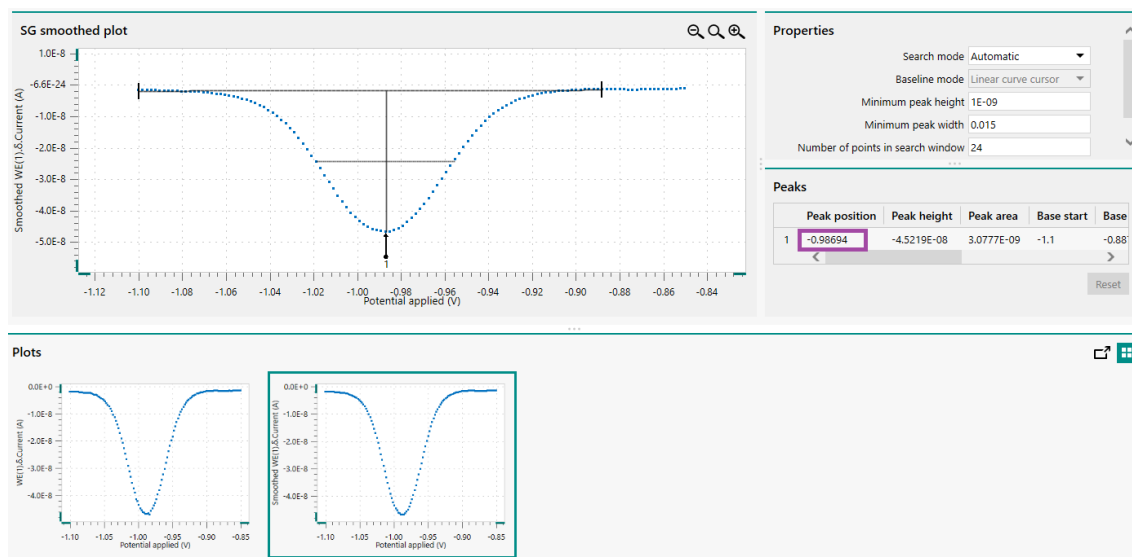 SG smoothed plot
1.0E-8
-6.6E-24
-1.0E-8
-2.0E-8
-3.0E-8
-4.0E-8
-5.0E-8
Smoothed WE(1).δ.Current (A)
1
-1.12 -1.10 -1.08 -1.06 -1.04 -1.02 -1.00 -0.98 -0.96 -0.94 -0.92 -0.90 -0.88 -0.86 -0.84
Potential applied (V)
Properties
Search mode Automatic
Baseline mode Linear curve cursor
Minimum peak height 1E-09
Minimum peak width 0.015
Number of points in search window 24
Peaks
Peak position Peak height Peak area Base start Base
1 -0.98694 -4.5219E-08 3.0777E-09 -1.1 -0.88
Reset
Plots
0.0E+0
-1.0E-8
-2.0E-8
-3.0E-8
-4.0E-8
WE(1).δ.Current (A)
-1.10 -1.05 -1.00 -0.95 -0.90 -0.85
Potential applied (V)
0.0E+0
-1.0E-8
-2.0E-8
-3.0E-8
-4.0E-8
Smoothed WE(1).δ.Current (A)
-1.10 -1.05 -1.00 -0.95 -0.90 -0.85
Potential applied (V)